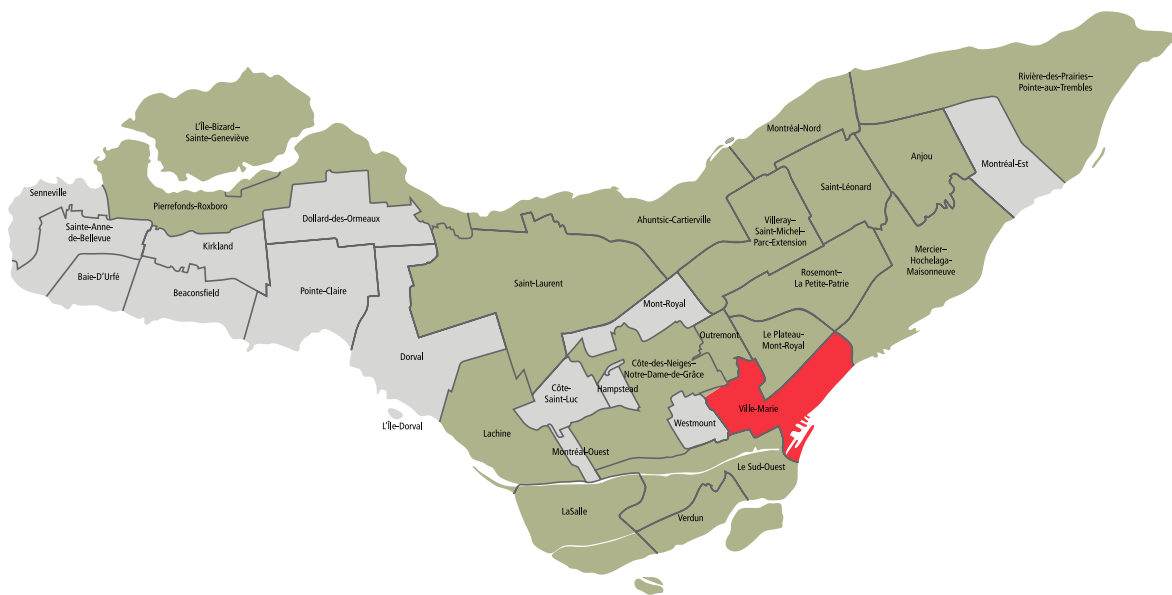 Rivière-des-Prairies–
Pointe-aux-Trembles
L'Île-Bizard–
Sainte-Geneviève
Montréal-Nord
Anjou
Montréal-Est
Saint-Léonard
Senneville
Pierrefonds-Roxboro
Dollard-des-Ormeaux
Ahuntsic-Cartierville
Villeray–
Saint-Michel–
Parc-Extension
Sainte-Anne-
de-Bellevue
Kirkland
Mercier–
Hochelaga-
Maisonneuve
Baie-D'Urfé
Beaconsfield
Pointe-Claire
Saint-Laurent
Rosemont–
La Petite-Patrie
Mont-Royal
Outremont
Le Plateau-
Mont-Royal
Dorval
Côte-des-Neiges–
Notre-Dame-de-Grâce
Côte-
Saint-Luc
Hampstead
Ville-Marie
L'Île-Dorval
Lachine
Westmount
Montréal-Ouest
Le Sud-Ouest
LaSalle
Verdun